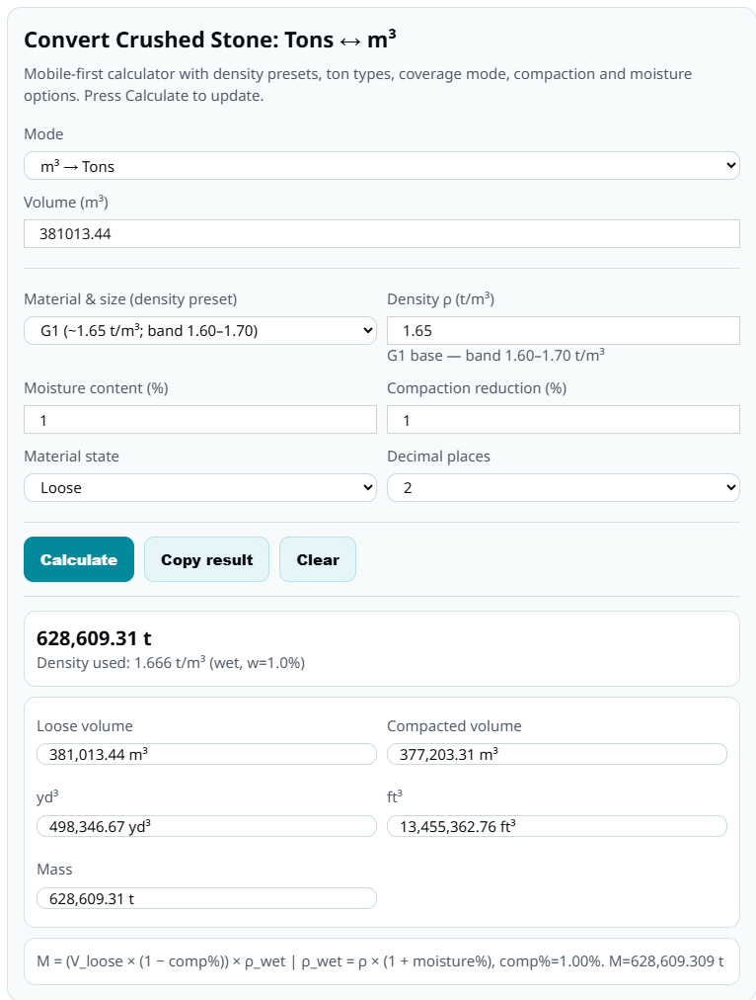 Convert Crushed Stone: Tons ↔ m³
Mobile-first calculator with density presets, ton types, coverage mode, compaction and moisture
options. Press Calculate to update.
Mode
m³ → Tons
Volume (m³)
381013.44
Material & size (density preset)
Density ρ (t/m³)
G1 (~1.65 t/m³; band 1.60–1.70)
1.65
G1 base — band 1.60–1.70 t/m³
Moisture content (%)
Compaction reduction (%)
1
1
Material state
Decimal places
Loose
2
Calculate
Copy result
Clear
628,609.31 t
Density used: 1.666 t/m³ (wet, w=1.0%)
Loose volume
Compacted volume
381,013.44 m³
377,203.31 m³
yd³
ft³
498,346.67 yd³
13,455,362.76 ft³
Mass
628,609.31 t
M = (V_loose × (1 − comp%)) × ρ_wet | ρ_wet = ρ × (1 + moisture%), comp%=1.00%. M=628,609.309 t